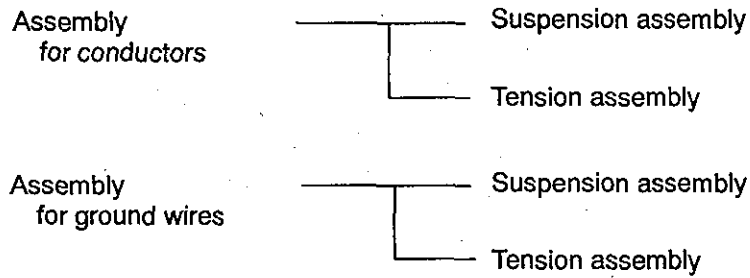 Assembly
for conductors
Suspension assembly
Tension assembly
Assembly
for ground wires
Suspension assembly
Tension assembly